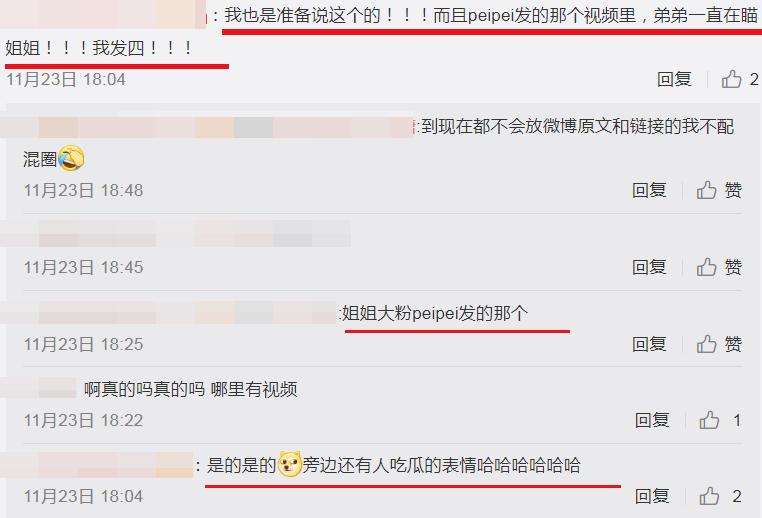 ：我也是准备说这个的！！！而且peipei发的那个视频里，弟弟一直在瞄
姐姐！！！我发四！！！
11月23日 18:04 回复 2
:到现在都不会放微博原文和链接的我不配
混圈
11月23日 18:48 回复 赞
11月23日 18:45 回复 赞
:姐姐大粉peipei发的那个
11月23日 18:25 回复 赞
啊真的吗真的吗 哪里有视频
11月23日 18:22 回复 1
：是的是的旁边还有人吃瓜的表情哈哈哈哈哈哈
11月23日 18:04 回复 2